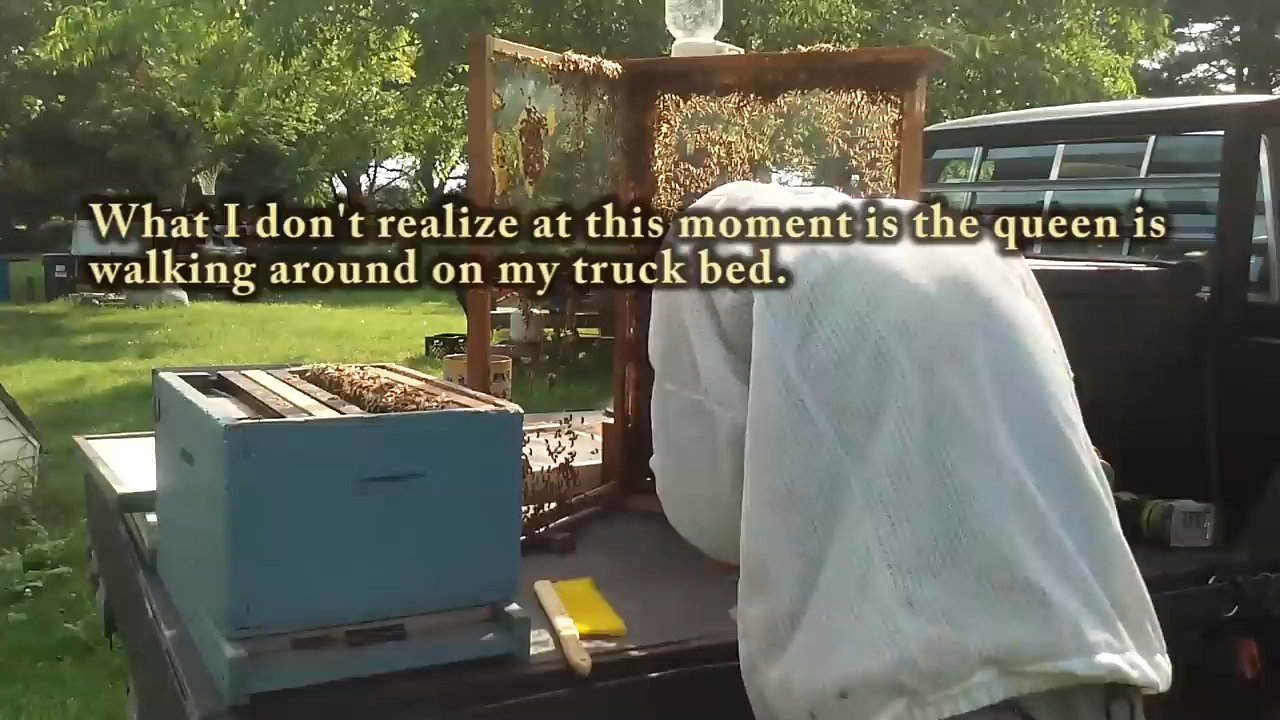 What I don't realize at this moment is the queen is
walking around on my truck bed.